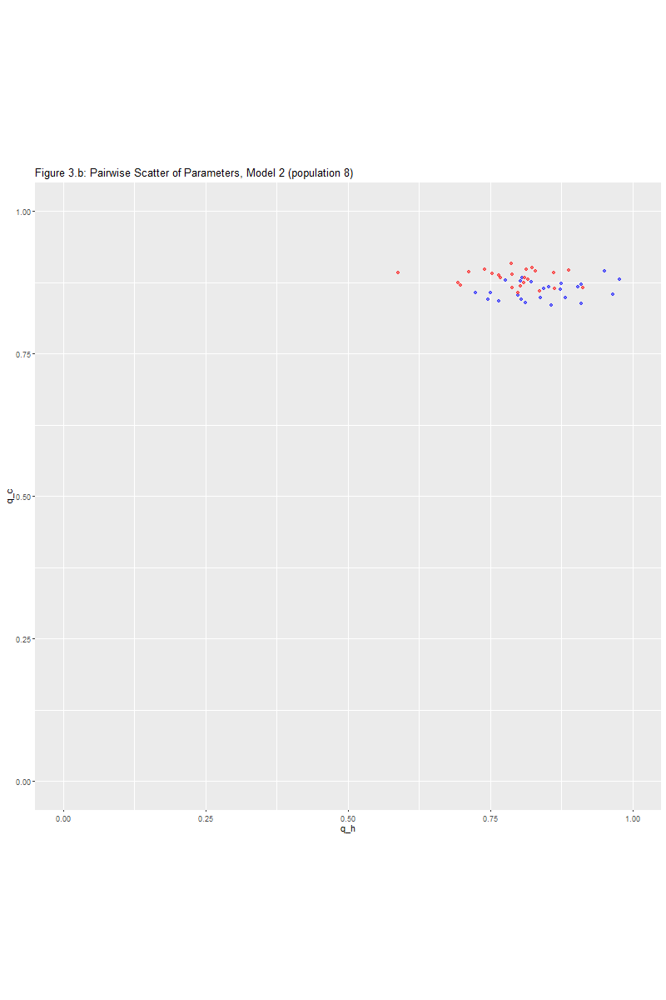 Figure 3.b: Pairwise Scatter of Parameters, Model 2 (population 8)
1.00
0.75
0.50
0.25
0.00
q_c
0.00 0.25 0.50 0.75 1.00
q_h